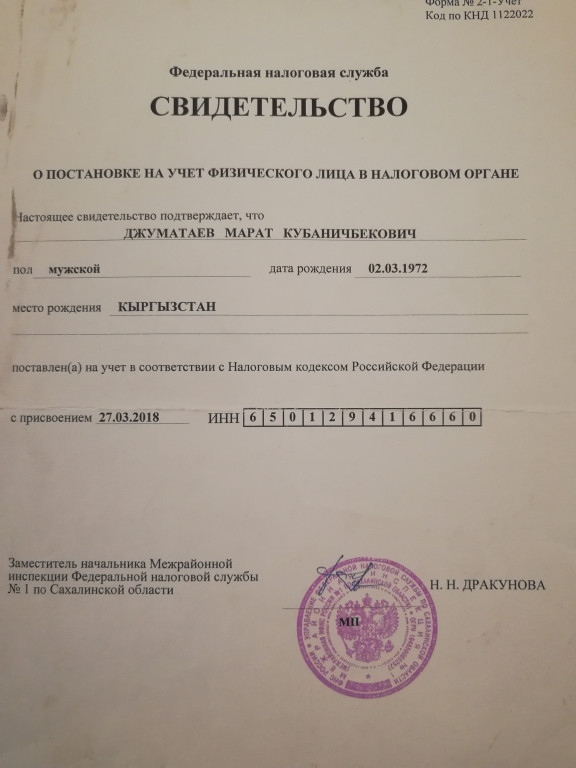 Форма № 2-1-Учет
Код по КНД 1122022
Федеральная налоговая служба
СВИДЕТЕЛЬСТВО
О ПОСТАНОВКЕ НА УЧЕТ ФИЗИЧЕСКОГО ЛИЦА В НАЛОГОВОМ ОРГАНЕ
Настоящее свидетельство подтверждает, что
ДЖУМАТАЕВ МАРАТ КУБАНИЧБЕКОВИЧ
пол мужской дата рождения 02.03.1972
место рождения КЫРГЫЗСТАН
поставлен(а) на учет в соответствии с Налоговым кодексом Российской Федерации
с присвоением 27.03.2018 ИНН 650129416660
Заместитель начальника Межрайонной
инспекции Федеральной налоговой службы
№ 1 по Сахалинской области
Н. Н. ДРАКУНОВА
МП